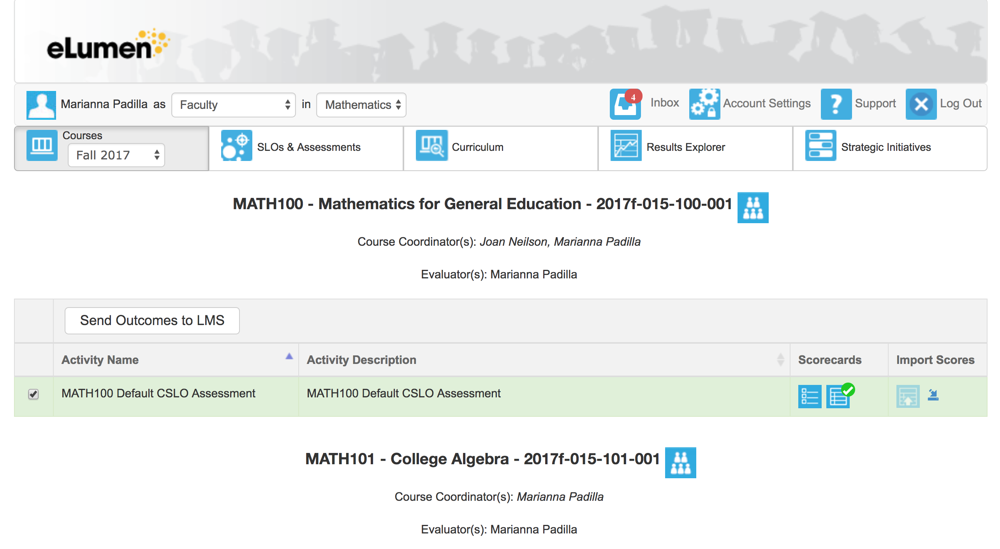 eLumen
Marianna Padilla as Faculty in Mathematics 4 Inbox Account Settings ? Support Log Out
Courses
Fall 2017 SLOs & Assessments Curriculum Results Explorer Strategic Initiatives
MATH100 - Mathematics for General Education - 2017f-015-100-001
Course Coordinator(s): Joan Neilson, Marianna Padilla
Evaluator(s): Marianna Padilla
Send Outcomes to LMS
Activity Name Activity Description Scorecards Import Scores
MATH100 Default CSLO Assessment MATH100 Default CSLO Assessment
MATH101 - College Algebra - 2017f-015-101-001
Course Coordinator(s): Marianna Padilla
Evaluator(s): Marianna Padilla